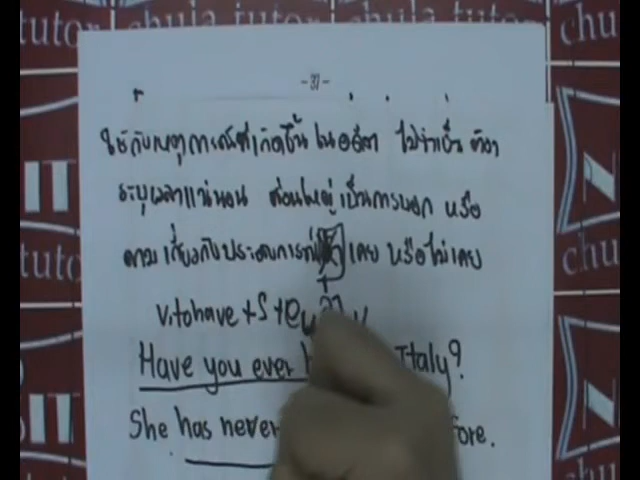 -37-
ใช้กับเหตุการณ์ที่เกิดขึ้น ในอดีต ไม่จำเป็น ต้อง
ระบุเวลาแน่นอน ส่วนใหญ่ เป็นการบอก หรือ
ถาม เกี่ยวกับประสบการณ์ เคย หรือไม่เคย
V.to have + S +
Have you ever Italy?
She has never
chula tutor